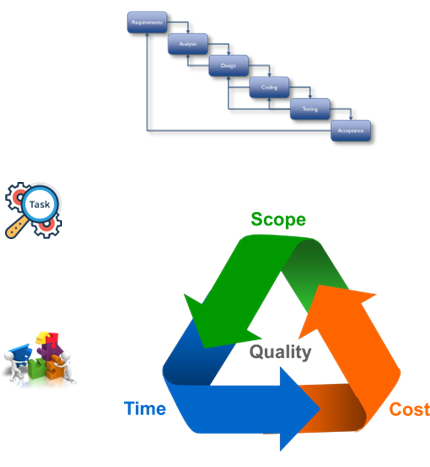 Requirements
Analysis
Design
Coding
Testing
Acceptance
Task
Scope
Quality
Time
Cost